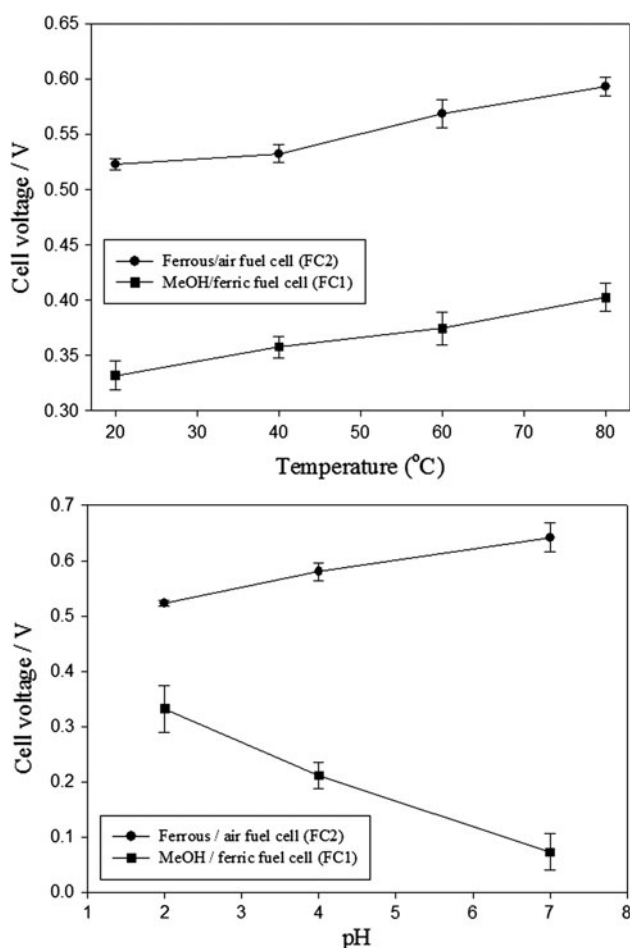 0.65
0.60
0.55
0.50
0.45
0.40
0.35
0.30
Cell voltage / V
Ferrous/air fuel cell (FC2)
MeOH/ferric fuel cell (FC1)
20 30 40 50 60 70 80
Temperature (°C)
0.7
0.6
0.5
0.4
0.3
0.2
0.1
0.0
Cell voltage / V
Ferrous / air fuel cell (FC2)
MeOH / ferric fuel cell (FC1)
1 2 3 4 5 6 7 8
pH